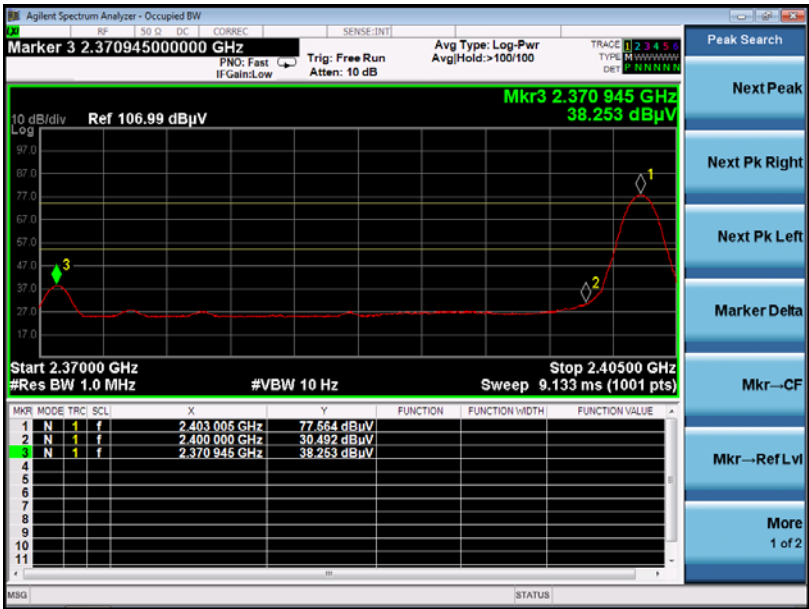 Agilent Spectrum Analyzer - Occupied BW
RF 50 Ω DC CORREC SENSE:INT
Marker 3 2.370945000000 GHz
PNO: Fast
IFGain:Low
Trig: Free Run
Atten: 10 dB
Avg Type: Log-Pwr
Avg|Hold:>100/100
TRACE 1 2 3 4 5 6
TYPE M WWWWW
DET P N N N N N
Peak Search
Next Peak
Next Pk Right
Next Pk Left
Marker Delta
Mkr→CF
Mkr→Ref Lvl
More
1 of 2
Mkr3 2.370 945 GHz
38.253 dBµV
10 dB/div Ref 106.99 dBµV
Log
97.0
87.0
77.0
67.0
57.0
47.0
37.0
27.0
17.0
1
2
3
Start 2.37000 GHz Stop 2.40500 GHz
#Res BW 1.0 MHz #VBW 10 Hz Sweep 9.133 ms (1001 pts)
MKR MODE TRC SCL X Y FUNCTION FUNCTION WIDTH FUNCTION VALUE
1 N 1 f 2.403 005 GHz 77.564 dBµV
2 N 1 f 2.400 000 GHz 30.492 dBµV
3 N 1 f 2.370 945 GHz 38.253 dBµV
4
5
6
7
8
9
10
11
MSG STATUS